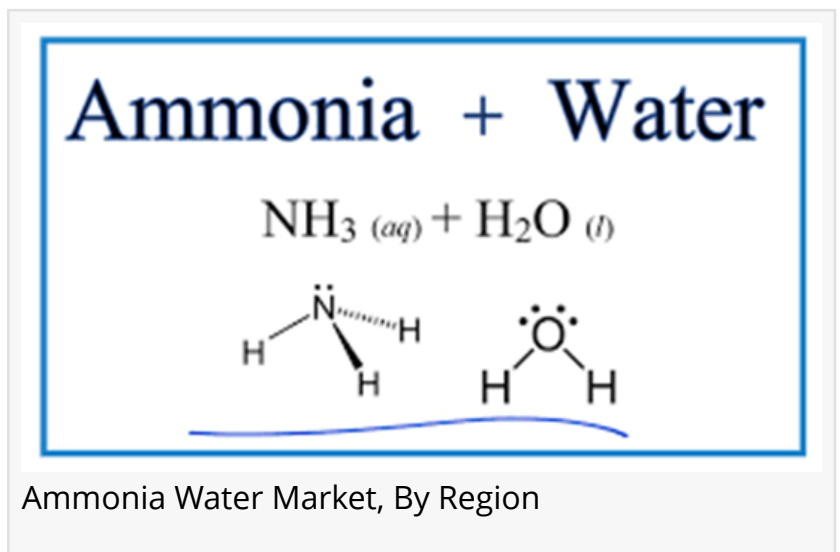 Ammonia + Water
NH₃ (aq) + H₂O (l)
N H H H
O H H
Ammonia Water Market, By Region